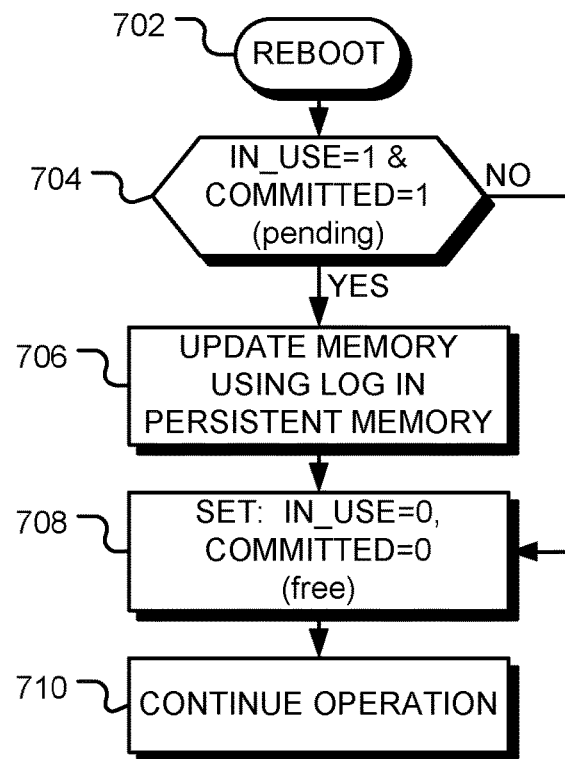 702
REBOOT
704
IN_USE=1 &
COMMITTED=1
(pending)
NO
YES
706
UPDATE MEMORY
USING LOG IN
PERSISTENT MEMORY
708
SET: IN_USE=0,
COMMITTED=0
(free)
710
CONTINUE OPERATION